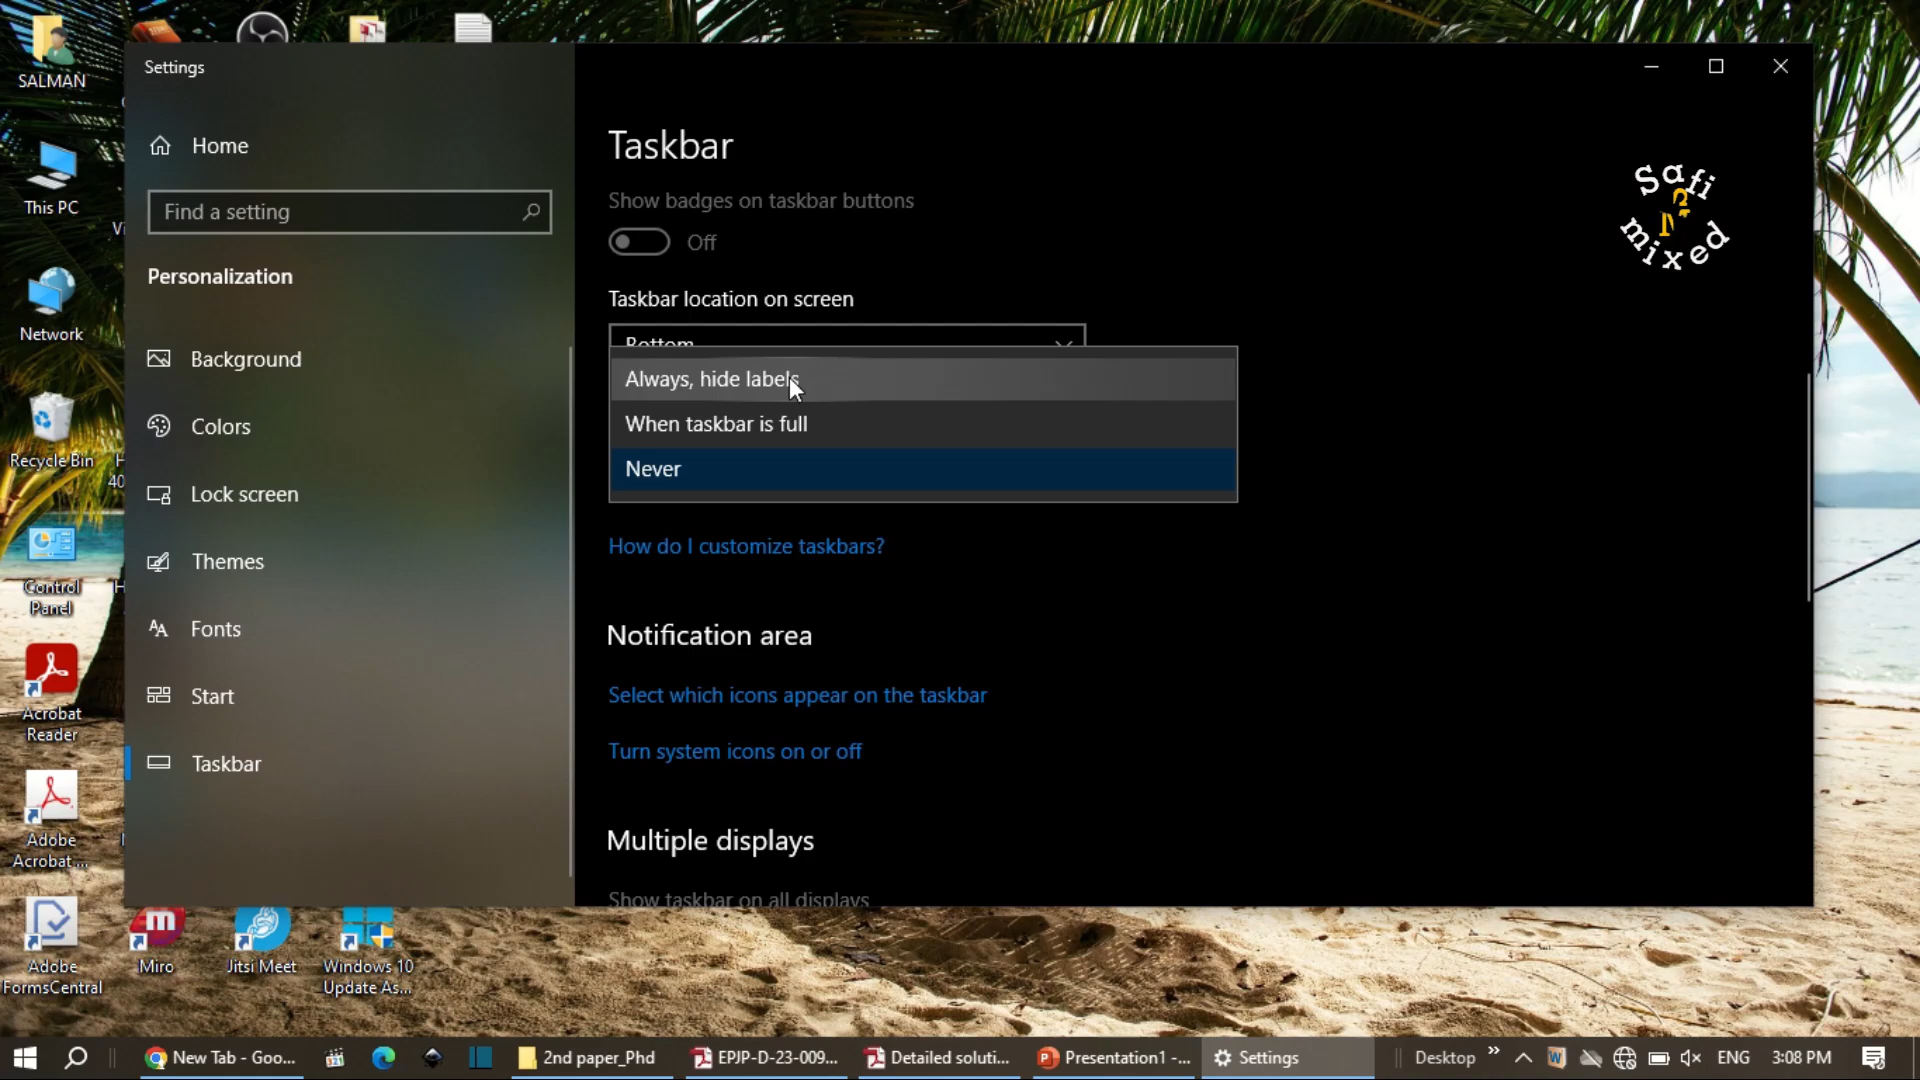 SALMAN
This PC
Network
Recycle Bin
Control
Panel
Acrobat
Reader
Adobe
Acrobat ...
Adobe
FormsCentral
Miro
Jitsi Meet
Windows 10
Update As...
Settings
Home
Find a setting
Personalization
Background
Colors
Lock screen
Themes
Fonts
Start
Taskbar
Taskbar
Show badges on taskbar buttons
Off
Taskbar location on screen
Bottom
Always, hide labels
When taskbar is full
Never
How do I customize taskbars?
Notification area
Select which icons appear on the taskbar
Turn system icons on or off
Multiple displays
Show taskbar on all displays
Safi
mixed
New Tab - Goo...
2nd paper_Phd
EPJP-D-23-009...
Detailed soluti...
Presentation1 -...
Settings
Desktop
ENG
3:08 PM